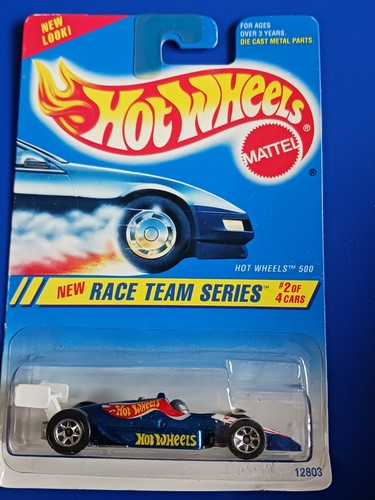 NEW
LOOK!
FOR AGES
OVER 3 YEARS.
DIE CAST METAL PARTS.
HOT WHEELS®
MATTEL
®
HOT WHEELS™ 500
NEW RACE TEAM SERIES™ #2 OF
4 CARS
HOT WHEELS
HOT WHEELS
12803